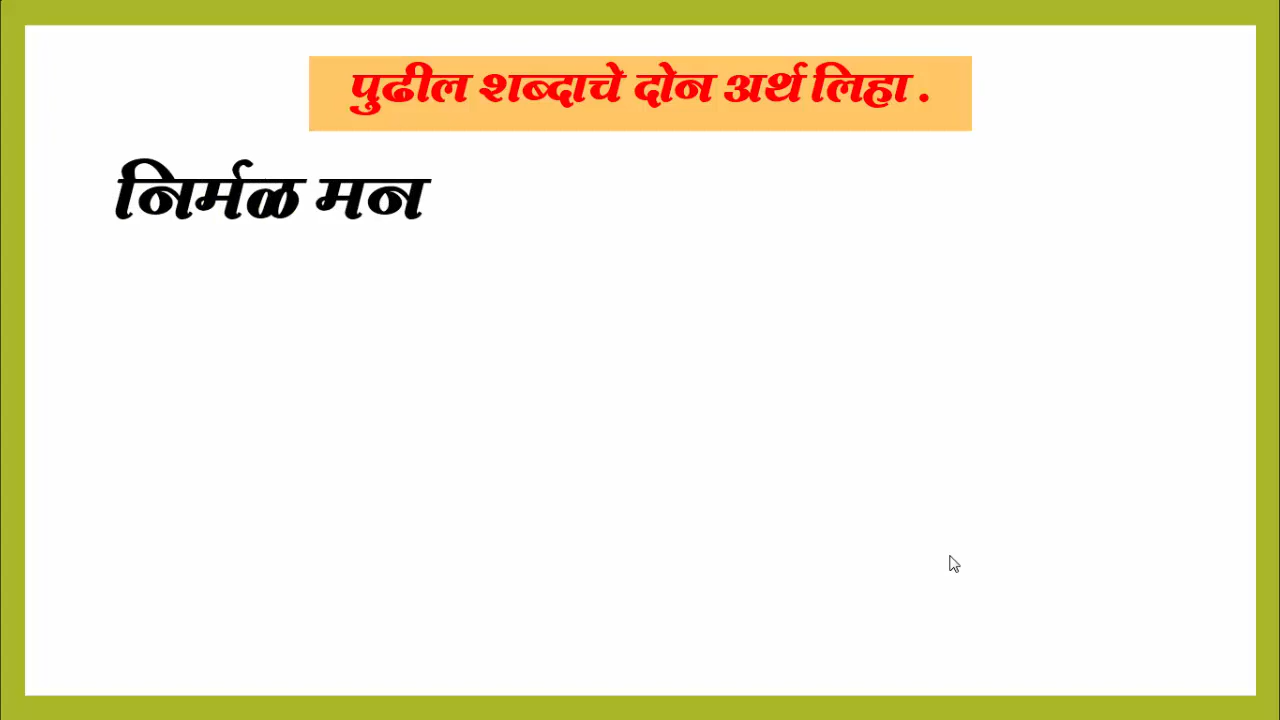 पुढील शब्दाचे दोन अर्थ लिहा .
निर्मळ मन